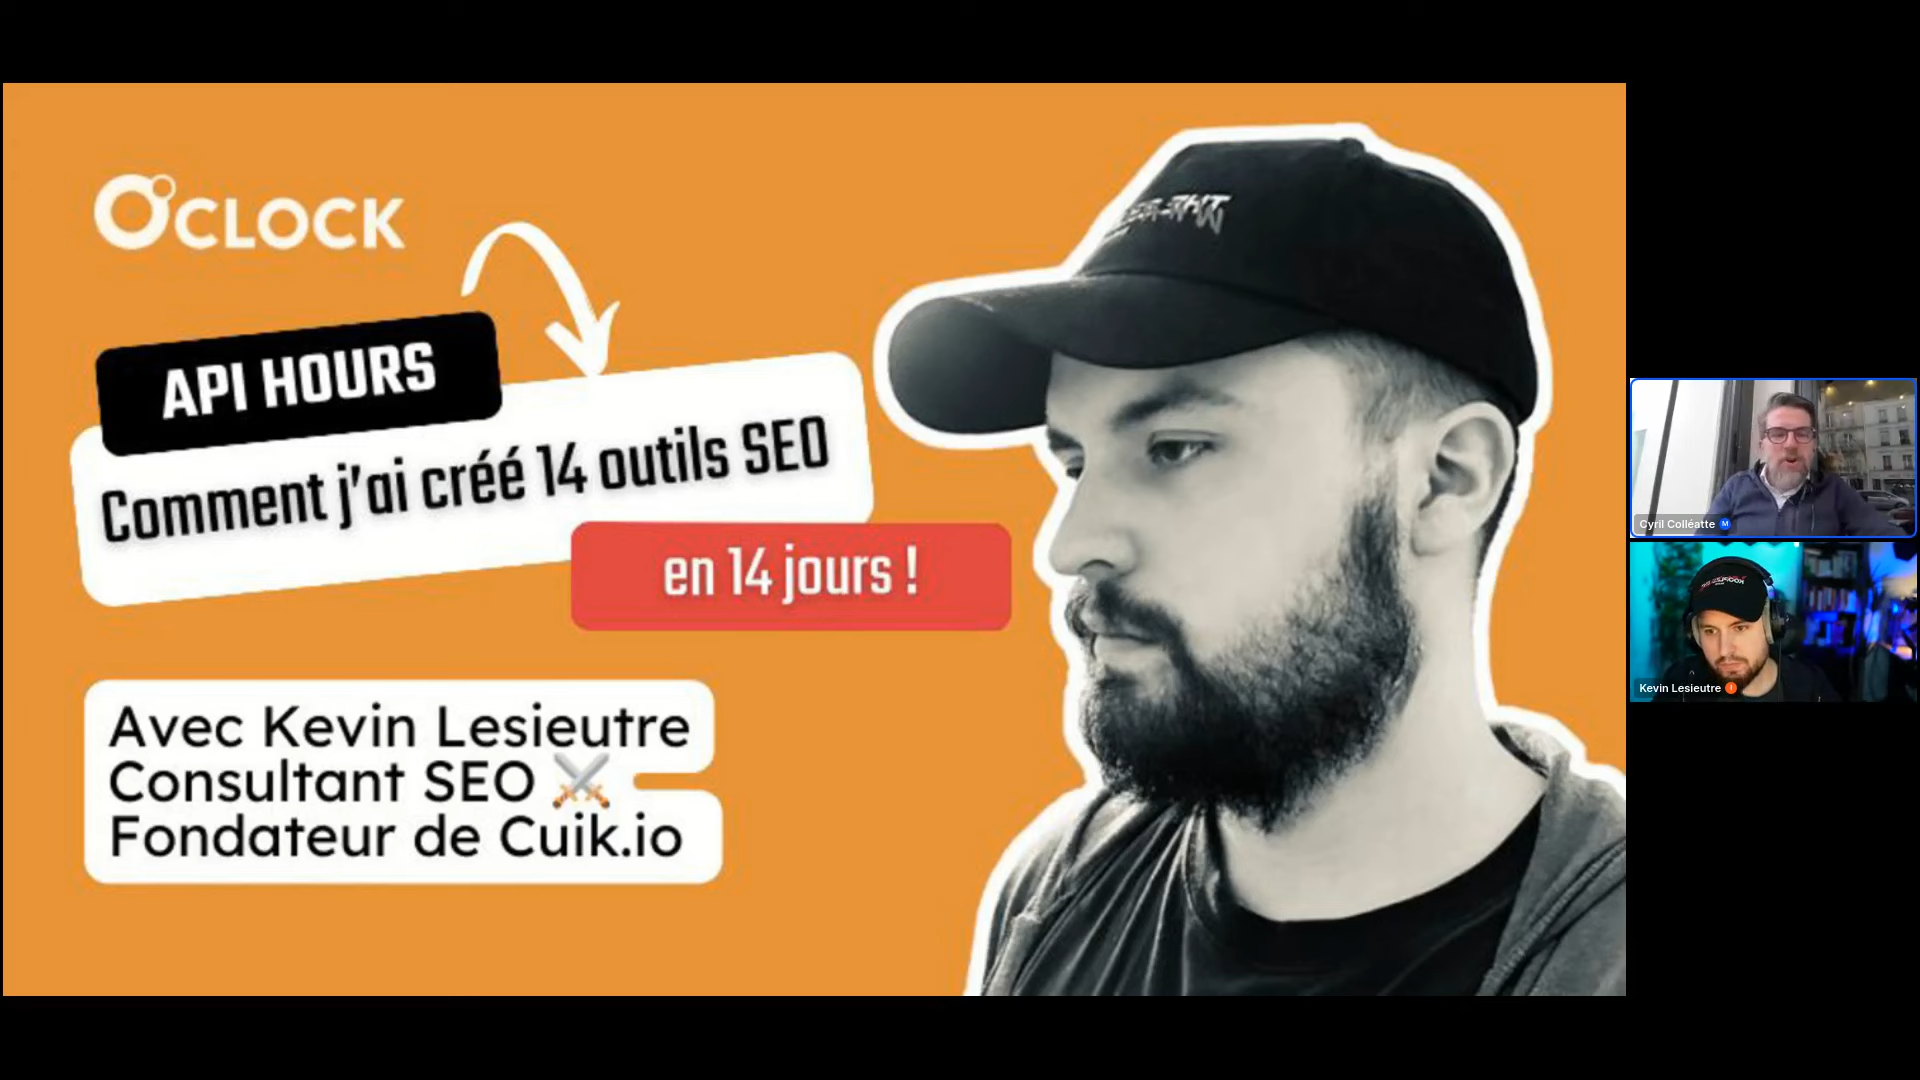 O'CLOCK
API HOURS
Comment j'ai créé 14 outils SEO
en 14 jours !
Avec Kevin Lesieutre
Consultant SEO ⚔️
Fondateur de Cuik.io
Cyril Colléatte M
Kevin Lesieutre